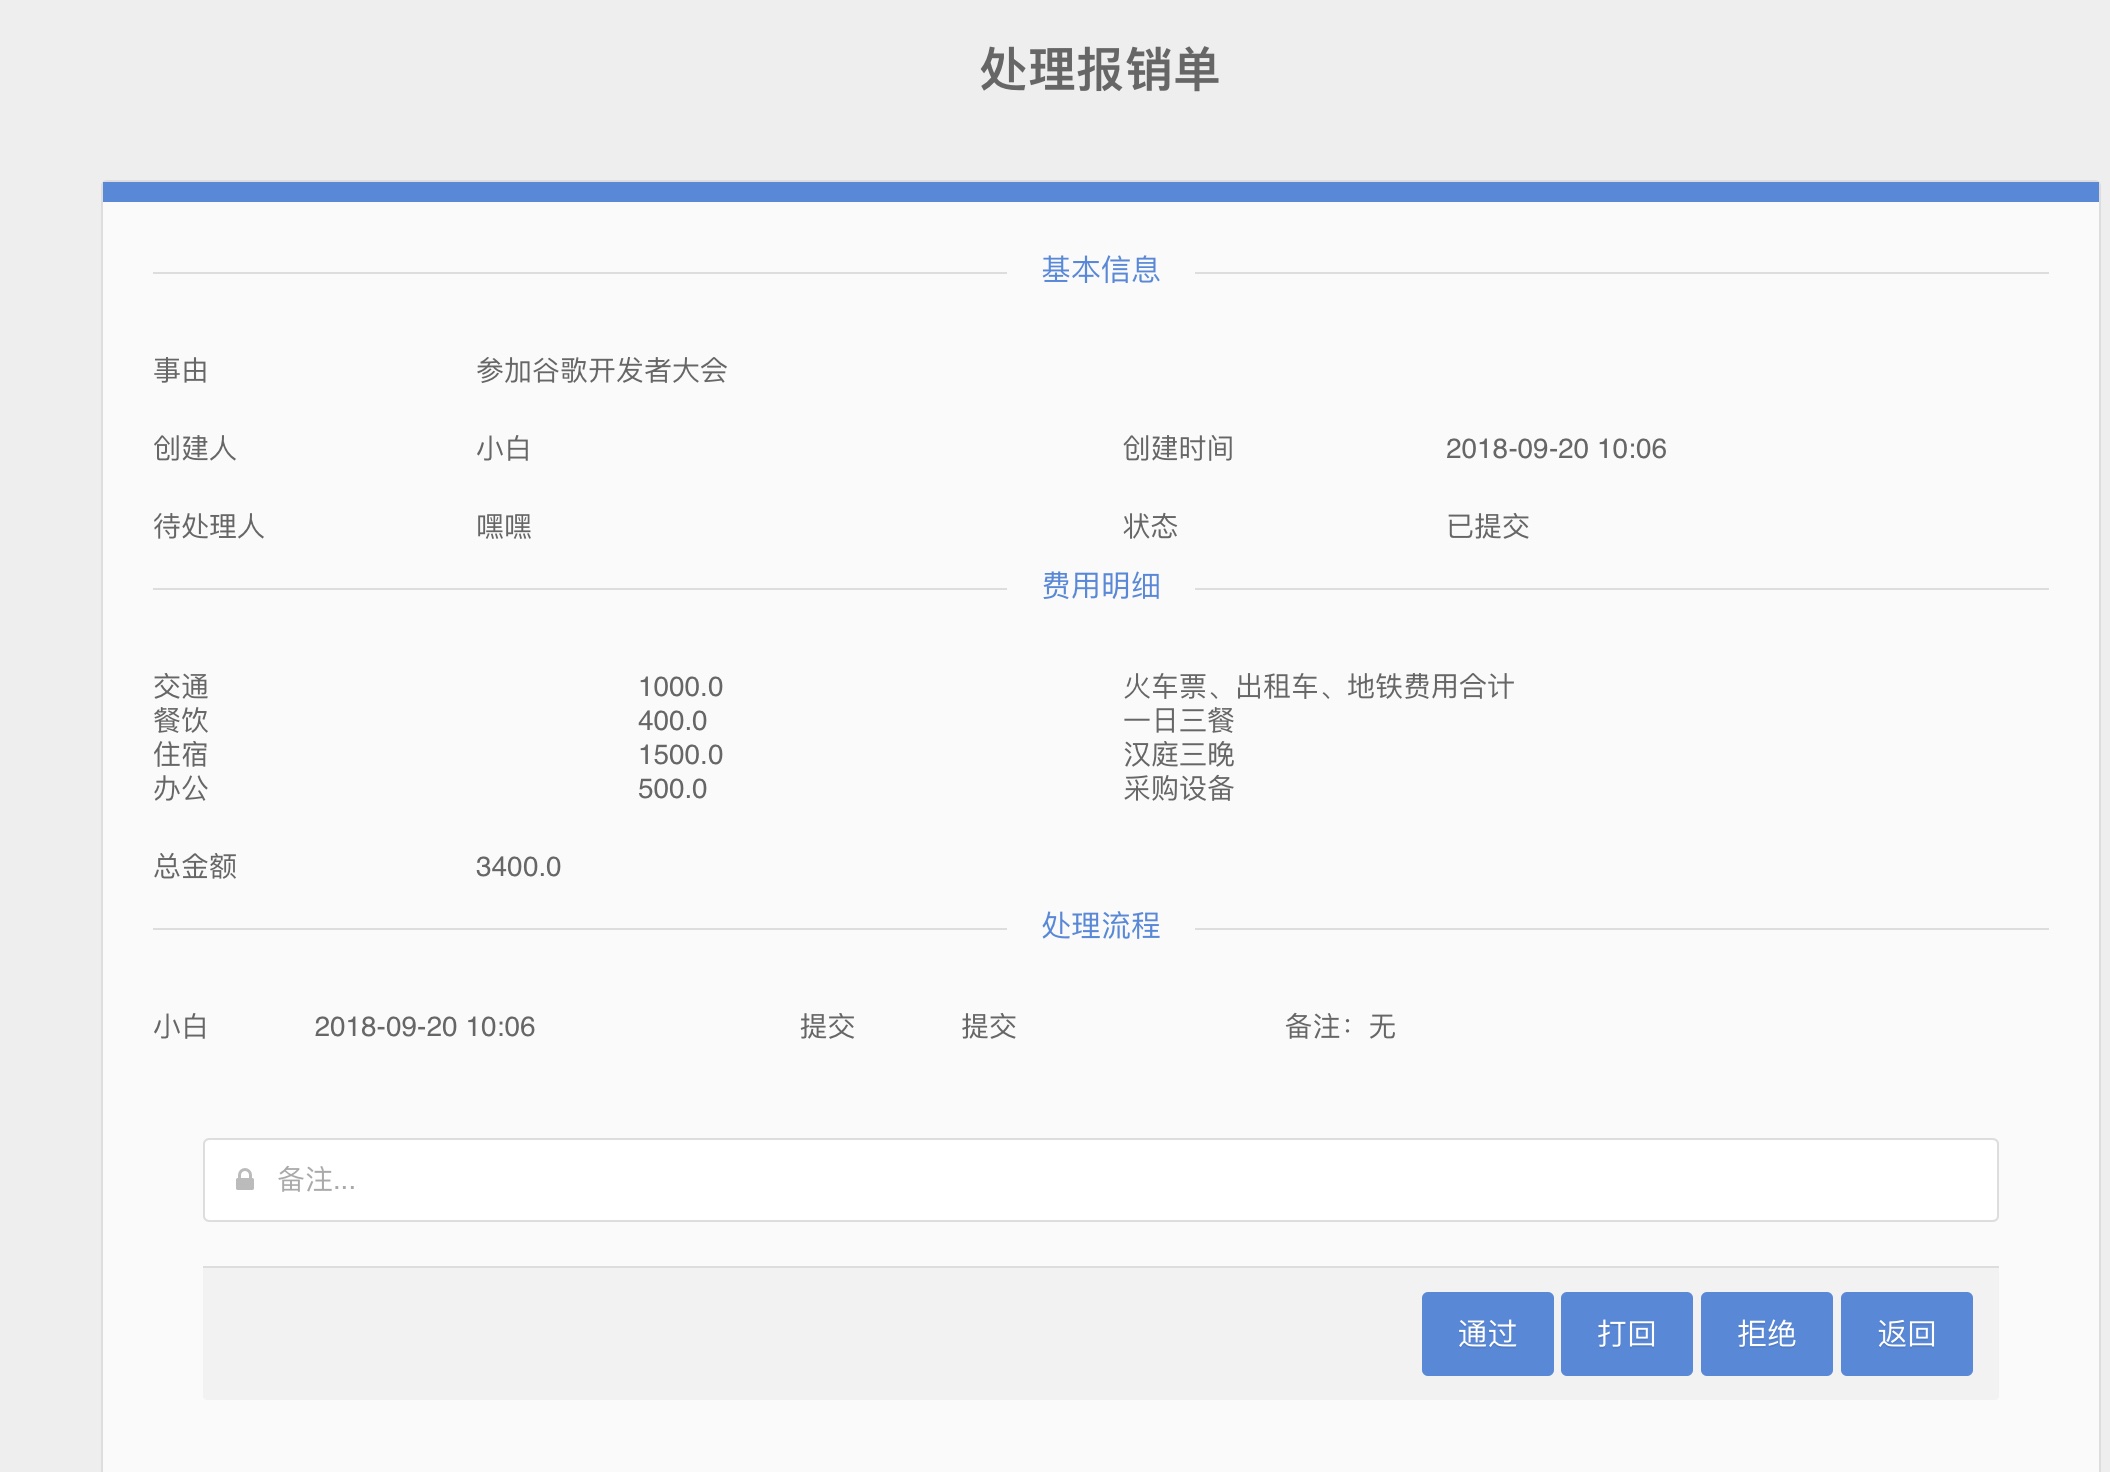 处理报销单
基本信息
事由 参加谷歌开发者大会
创建人 小白 创建时间 2018-09-20 10:06
待处理人 嘿嘿 状态 已提交
费用明细
交通 1000.0 火车票、出租车、地铁费用合计
餐饮 400.0 一日三餐
住宿 1500.0 汉庭三晚
办公 500.0 采购设备
总金额 3400.0
处理流程
小白 2018-09-20 10:06 提交 提交 备注：无
备注...
通过 打回 拒绝 返回